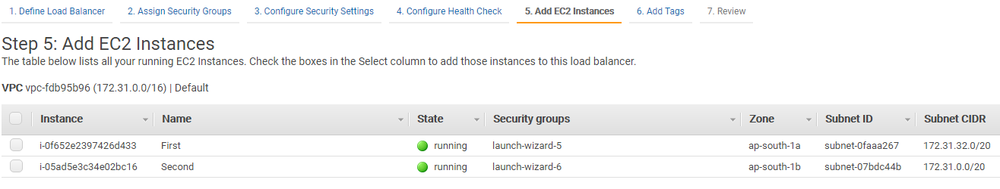 1. Define Load Balancer 2. Assign Security Groups 3. Configure Security Settings 4. Configure Health Check 5. Add EC2 Instances 6. Add Tags 7. Review
Step 5: Add EC2 Instances
The table below lists all your running EC2 Instances. Check the boxes in the Select column to add those instances to this load balancer.
VPC vpc-fdb95b96 (172.31.0.0/16) | Default
Instance Name State Security groups Zone Subnet ID Subnet CIDR
i-0f652e2397426d433 First running launch-wizard-5 ap-south-1a subnet-0faaa267 172.31.32.0/20
i-05ad5e3c34e02bc16 Second running launch-wizard-6 ap-south-1b subnet-07bdc44b 172.31.0.0/20